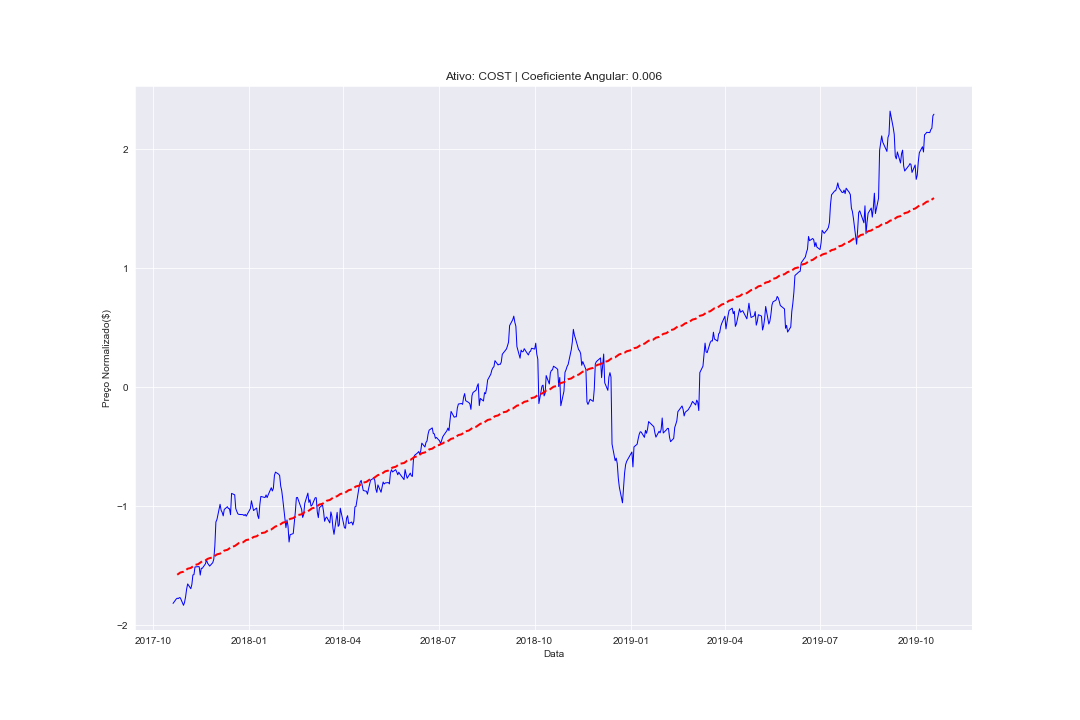 Ativo: COST | Coeficiente Angular: 0.006
Preço Normalizado($)
2
1
0
−1
−2
2017-10 2018-01 2018-04 2018-07 2018-10 2019-01 2019-04 2019-07 2019-10
Data